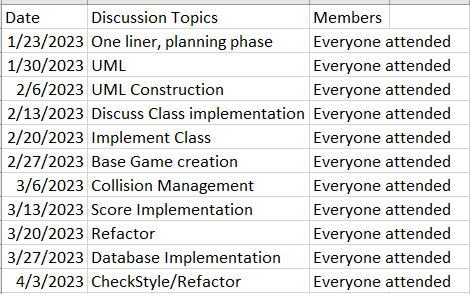 Date Discussion Topics Members
1/23/2023 One liner, planning phase Everyone attended
1/30/2023 UML Everyone attended
2/6/2023 UML Construction Everyone attended
2/13/2023 Discuss Class implementation Everyone attended
2/20/2023 Implement Class Everyone attended
2/27/2023 Base Game creation Everyone attended
3/6/2023 Collision Management Everyone attended
3/13/2023 Score Implementation Everyone attended
3/20/2023 Refactor Everyone attended
3/27/2023 Database Implementation Everyone attended
4/3/2023 CheckStyle/Refactor Everyone attended